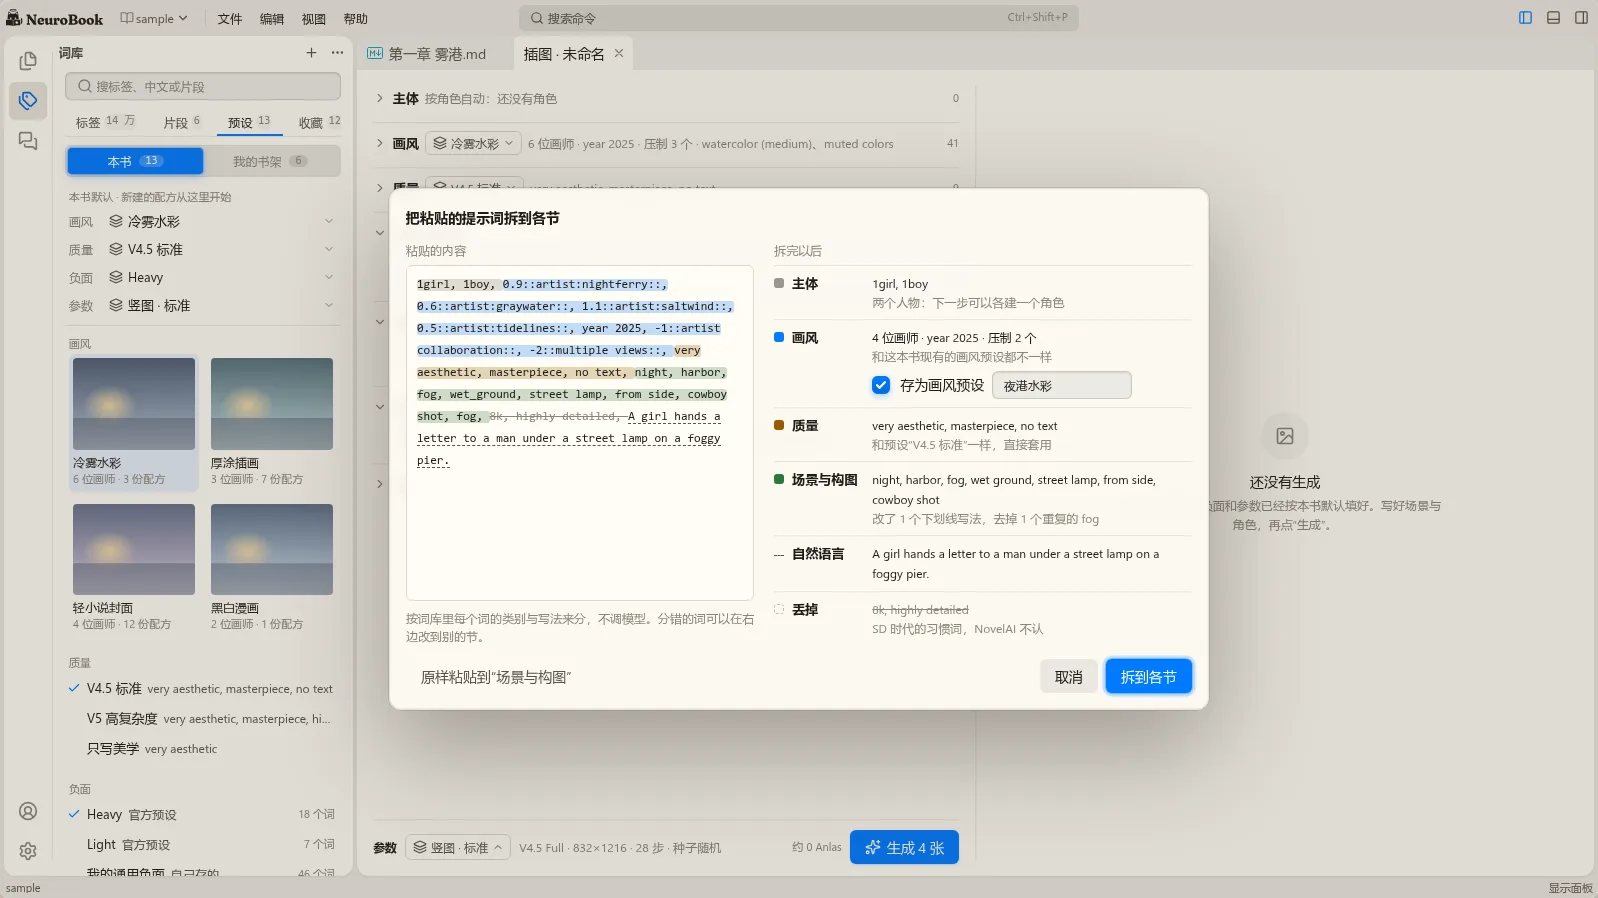 NeuroBook
sample
文件
编辑
视图
帮助
搜索命令
Ctrl+Shift+P
词库
搜标签、中文或片段
标签 14 万
片段 6
预设 13
收藏 12
本书 13
我的书架 6
本书默认 · 新建的配方从这里开始
画风 冷雾水彩
质量 V4.5 标准
负面 Heavy
参数 竖图 · 标准
画风
冷雾水彩
6 位画师 · 3 份配方
厚涂插画
3 位画师 · 7 份配方
轻小说封面
4 位画师 · 12 份配方
黑白漫画
2 位画师 · 1 份配方
质量
V4.5 标准 very aesthetic, masterpiece, no text
V5 高复杂度 very aesthetic, masterpiece, hi...
只写美学 very aesthetic
负面
Heavy 官方预设 18 个词
Light 官方预设 7 个词
我的通用负面 自己存的 46 个词
第一章 雾港.md
插图 · 未命名
主体 按角色自动：还没有角色 0
画风 冷雾水彩 6 位画师 · year 2025 · 压制 3 个 · watercolor (medium)、muted colors 41
质量 V4.5 标准 very aesthetic, masterpiece, no text 9
把粘贴的提示词拆到各节
粘贴的内容
1girl, 1boy, 0.9::artist:nightferry::,
0.6::artist:graywater::, 1.1::artist:saltwind::,
0.5::artist:tidelines::, year 2025, -1::artist
collaboration::, -2::multiple views::, very
aesthetic, masterpiece, no text, night, harbor,
fog, wet_ground, street lamp, from side, cowboy
shot, fog, 8k, highly detailed, A girl hands a
letter to a man under a street lamp on a foggy
pier.
按词库里每个词的类别与写法来分，不调模型。分错的词可以在右
边改到别的节。
拆完以后
主体 1girl, 1boy
两个人物：下一步可以各建一个角色
画风 4 位画师 · year 2025 · 压制 2 个
和这本书现有的画风预设都不一样
存为画风预设 夜港水彩
质量 very aesthetic, masterpiece, no text
和预设“V4.5 标准”一样，直接套用
场景与构图 night, harbor, fog, wet ground, street lamp, from side,
cowboy shot
改了 1 个下划线写法，去掉 1 个重复的 fog
自然语言 A girl hands a letter to a man under a street lamp on a
foggy pier.
丢掉 8k, highly detailed
SD 时代的习惯词，NovelAI 不认
原样粘贴到“场景与构图”
取消
拆到各节
还没有生成
面和参数已经按本书默认填好。写好场景与
角色，再点“生成”。
参数 竖图 · 标准 V4.5 Full · 832×1216 · 28 步 · 种子随机
约 0 Anlas
生成 4 张
sample
显示面板